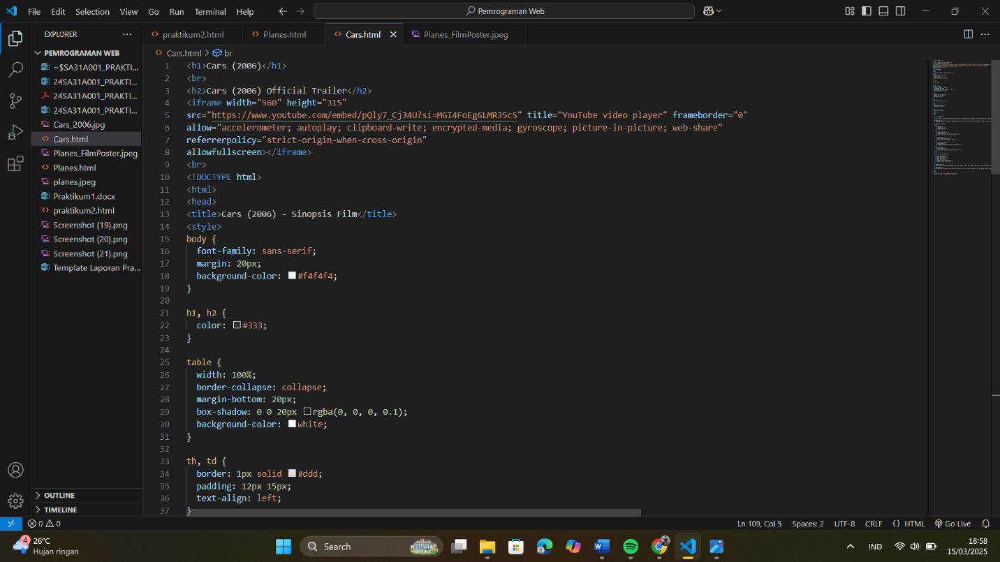 File Edit Selection View Go Run Terminal Help
Pemrograman Web
EXPLORER
PEMROGRAMAN WEB
~$SA31A001_PRAKTI...
24SA31A001_PRAKTI...
24SA31A001_PRAKTI...
24SA31A001_PRAKTI...
Cars_2006.jpg
Cars.html
Planes_FilmPoster.jpeg
Planes.html
planes.jpeg
Praktikum1.docx
praktikum2.html
Screenshot (19).png
Screenshot (20).png
Screenshot (21).png
Template Laporan Pra...
OUTLINE
TIMELINE
praktikum2.html Planes.html Cars.html Planes_FilmPoster.jpeg
Cars.html > br
1 <h1>Cars (2006)</h1>
2 <br>
3 <h2>Cars (2006) Official Trailer</h2>
4 <iframe width="560" height="315"
5 src="https://www.youtube.com/embed/pQly7_Cj34U?si=MGI4FoEg6LMR35cS" title="YouTube video player" frameborder="0"
6 allow="accelerometer; autoplay; clipboard-write; encrypted-media; gyroscope; picture-in-picture; web-share"
7 referrerpolicy="strict-origin-when-cross-origin"
8 allowfullscreen></iframe>
9 <br>
10 <!DOCTYPE html>
11 <html>
12 <head>
13 <title>Cars (2006) - Sinopsis Film</title>
14 <style>
15 body {
16 font-family: sans-serif;
17 margin: 20px;
18 background-color: #f4f4f4;
19 }
20
21 h1, h2 {
22 color: #333;
23 }
24
25 table {
26 width: 100%;
27 border-collapse: collapse;
28 margin-bottom: 20px;
29 box-shadow: 0 0 20px rgba(0, 0, 0, 0.1);
30 background-color: white;
31 }
32
33 th, td {
34 border: 1px solid #ddd;
35 padding: 12px 15px;
36 text-align: left;
37 }
0 0
Ln 109, Col 5 Spaces: 2 UTF-8 CRLF {} HTML Go Live
4
26°C
Hujan ringan
Search
IND
18:58
15/03/2025